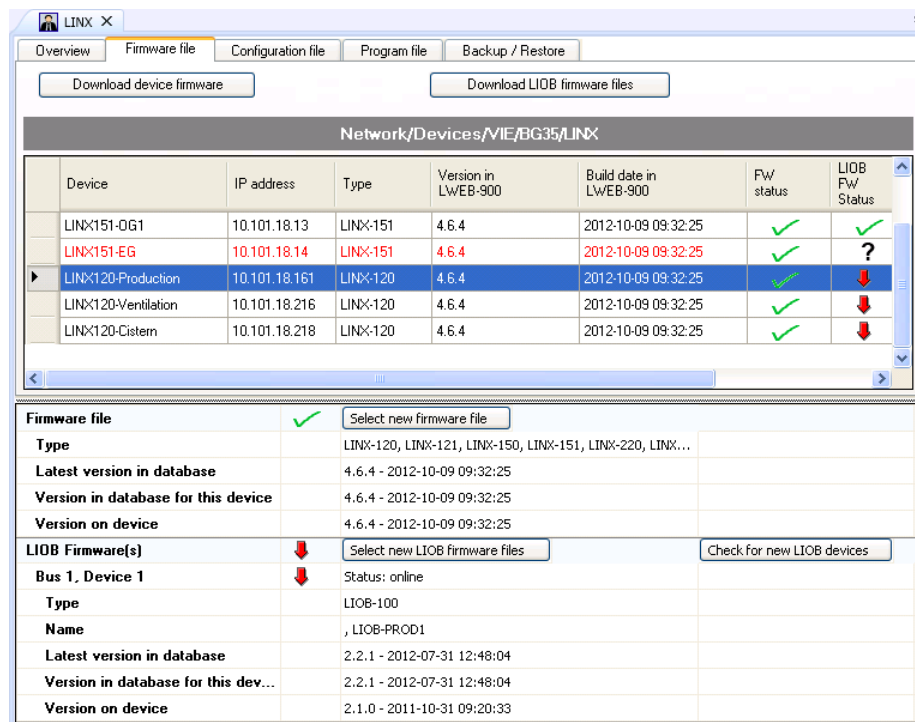 LINX
Overview Firmware file Configuration file Program file Backup / Restore
Download device firmware Download LIOB firmware files
Network/Devices/VIE/BG35/LINX
Device IP address Type Version in LWEB-900 Build date in LWEB-900 FW status LIOB FW Status
LINX151-OG1 10.101.18.13 LINX-151 4.6.4 2012-10-09 09:32:25
LINX151-EG 10.101.18.14 LINX-151 4.6.4 2012-10-09 09:32:25 ?
LINX120-Production 10.101.18.161 LINX-120 4.6.4 2012-10-09 09:32:25
LINX120-Ventilation 10.101.18.216 LINX-120 4.6.4 2012-10-09 09:32:25
LINX120-Cistern 10.101.18.218 LINX-120 4.6.4 2012-10-09 09:32:25
Firmware file Select new firmware file
Type LINX-120, LINX-121, LINX-150, LINX-151, LINX-220, LINX...
Latest version in database 4.6.4 - 2012-10-09 09:32:25
Version in database for this device 4.6.4 - 2012-10-09 09:32:25
Version on device 4.6.4 - 2012-10-09 09:32:25
LIOB Firmware(s) Select new LIOB firmware files Check for new LIOB devices
Bus 1, Device 1 Status: online
Type LIOB-100
Name , LIOB-PROD1
Latest version in database 2.2.1 - 2012-07-31 12:48:04
Version in database for this dev... 2.2.1 - 2012-07-31 12:48:04
Version on device 2.1.0 - 2011-10-31 09:20:33